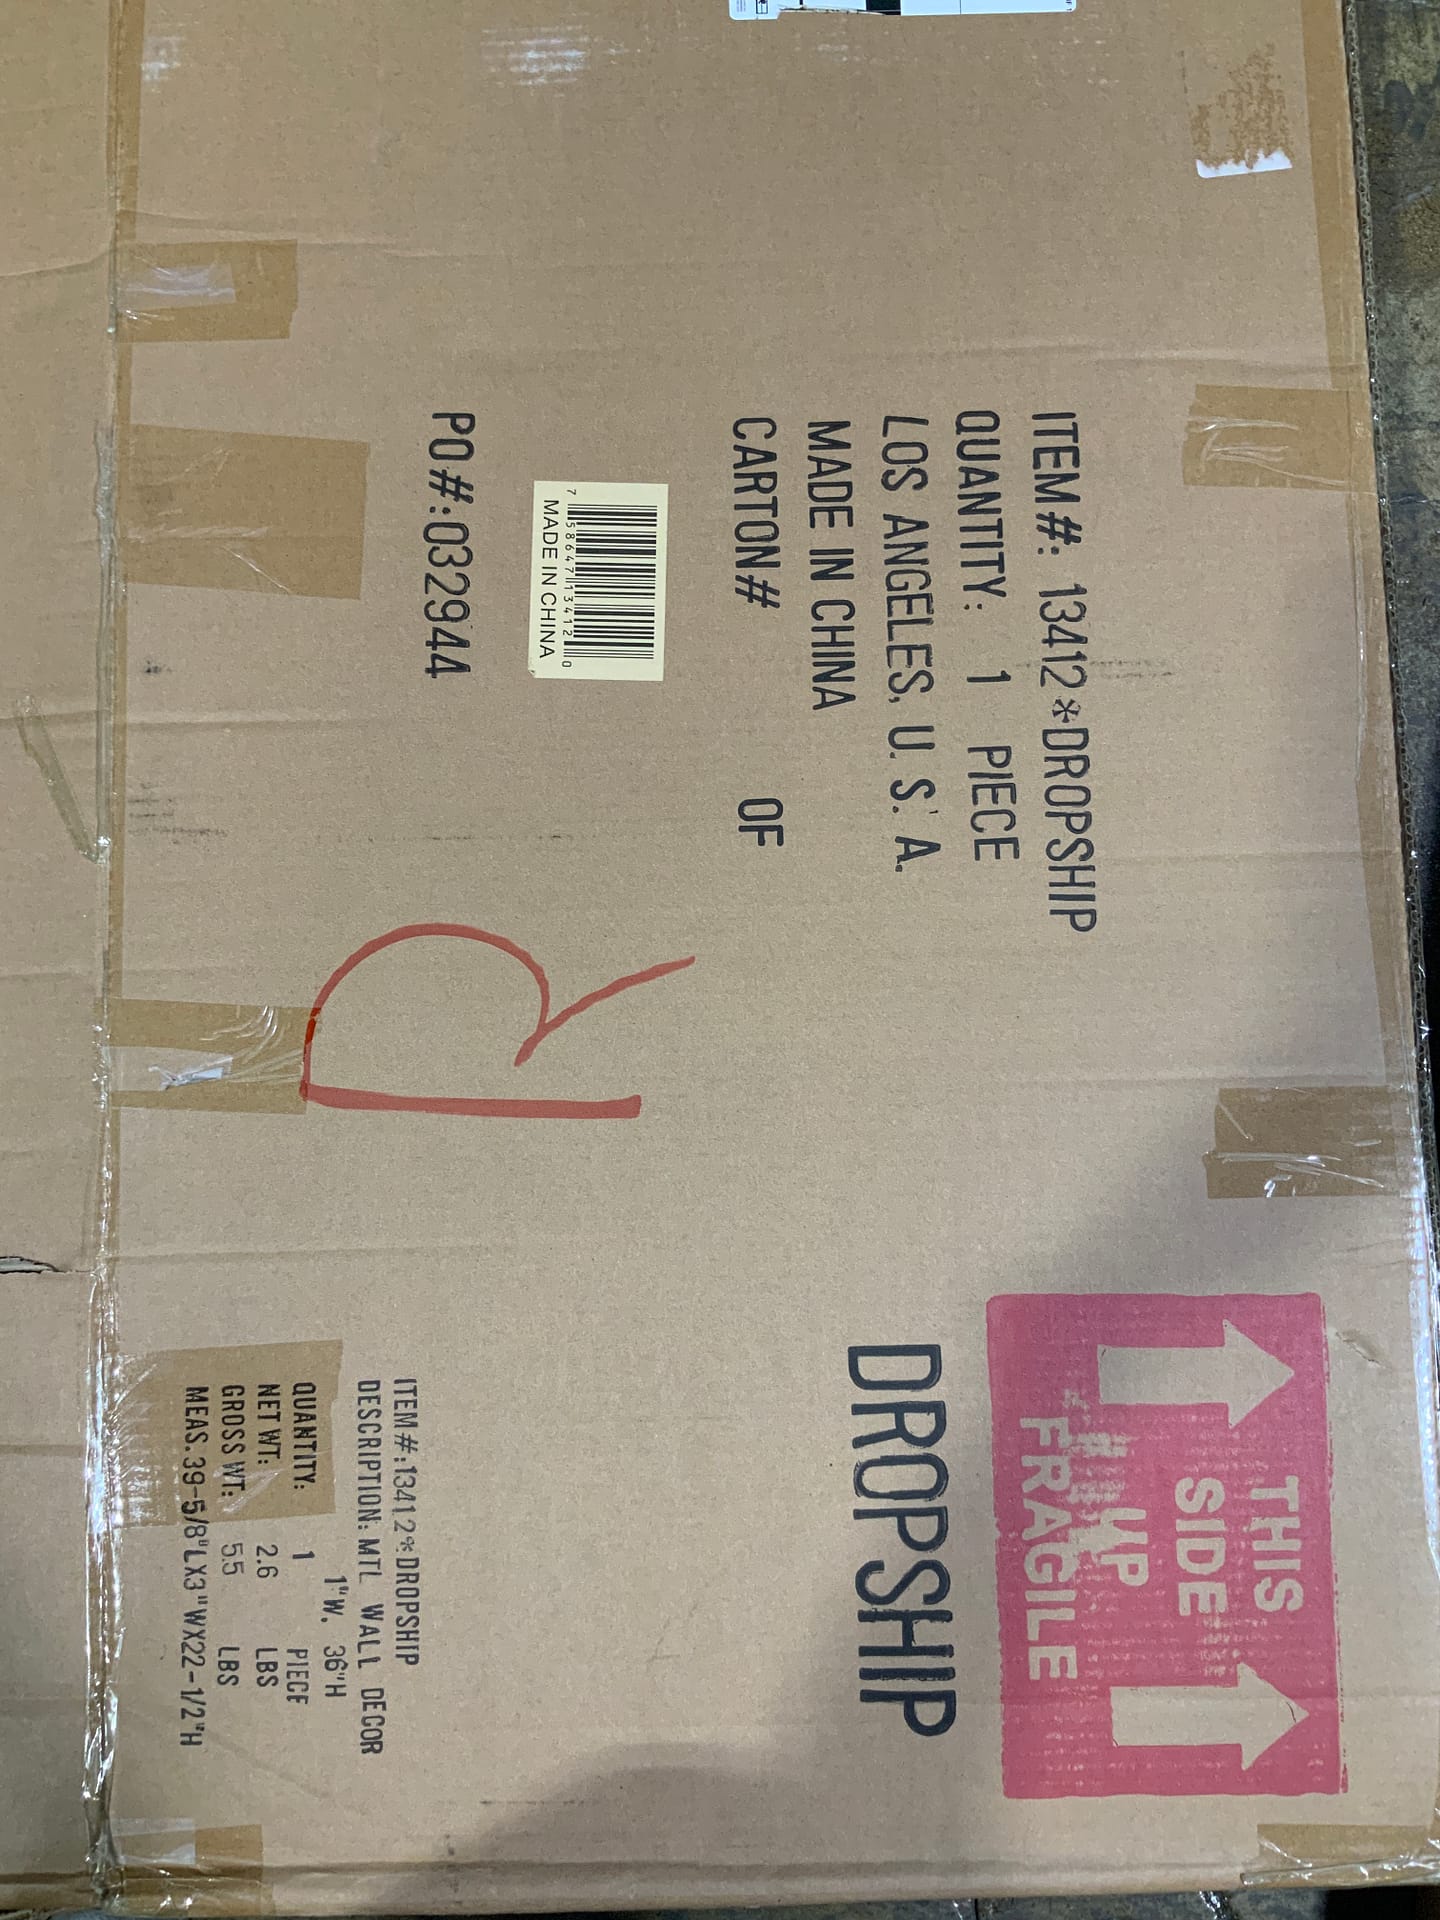 ITEM#: 13412*DROPSHIP
QUANTITY: 1 PIECE
LOS ANGELES, U. S. A.
MADE IN CHINA
CARTON# OF
7 58647 13412 0
MADE IN CHINA
PO#:032944
R
THIS
SIDE
UP
FRAGILE
DROPSHIP
ITEM#:13412*DROPSHIP
DESCRIPTION: MTL WALL DECOR
1"W. 36"H
QUANTITY: 1 PIECE
NET WT: 2.6 LBS
GROSS WT: 5.5 LBS
MEAS.39-5/8"LX3"WX22-1/2"H